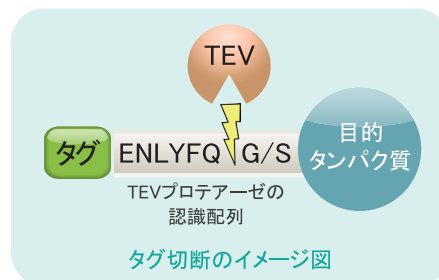 TEV
タグ
ENLYFQ G/S
目的
タンパク質
TEVプロテアーゼの
認識配列
タグ切断のイメージ図